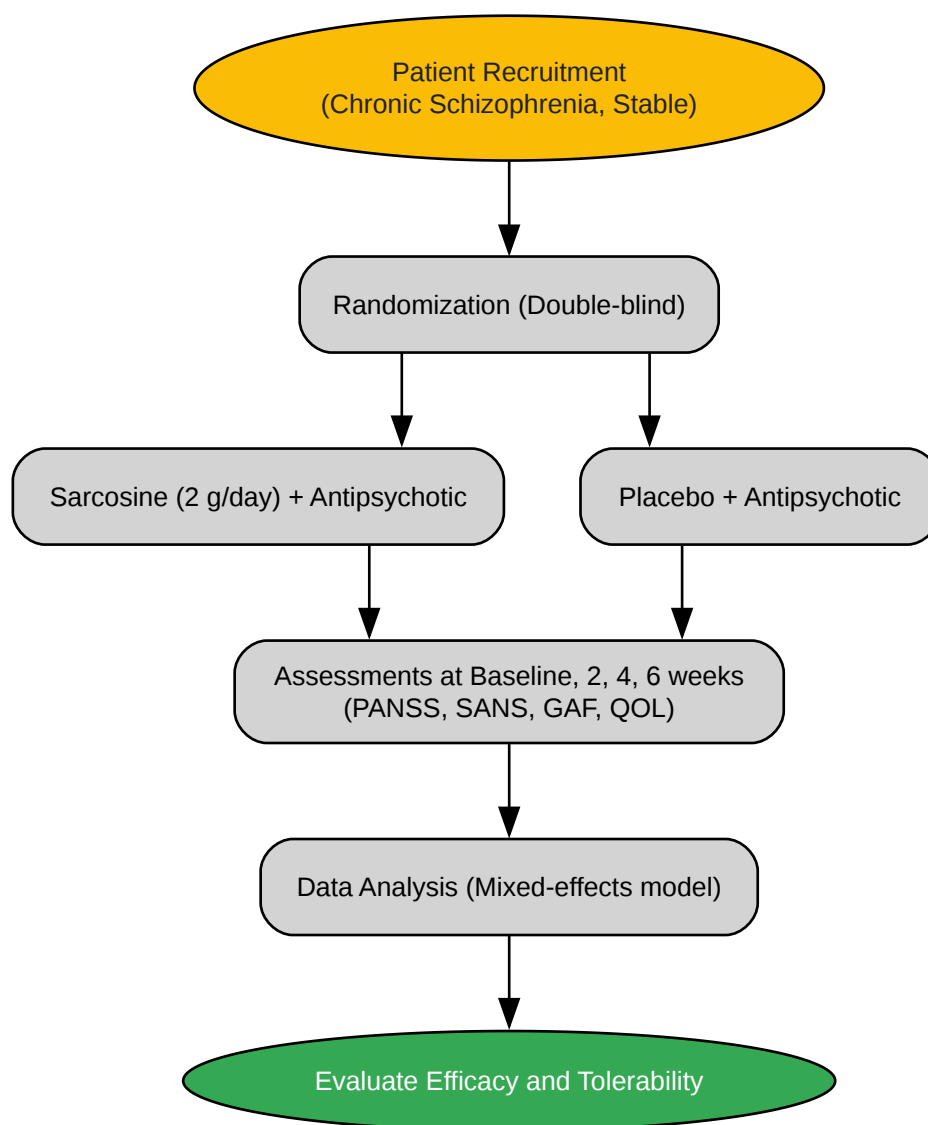 Patient Recruitment
(Chronic Schizophrenia, Stable)
Randomization (Double-blind)
Sarcosine (2 g/day) + Antipsychotic
Placebo + Antipsychotic
Assessments at Baseline, 2, 4, 6 weeks
(PANSS, SANS, GAF, QOL)
Data Analysis (Mixed-effects model)
Evaluate Efficacy and Tolerability